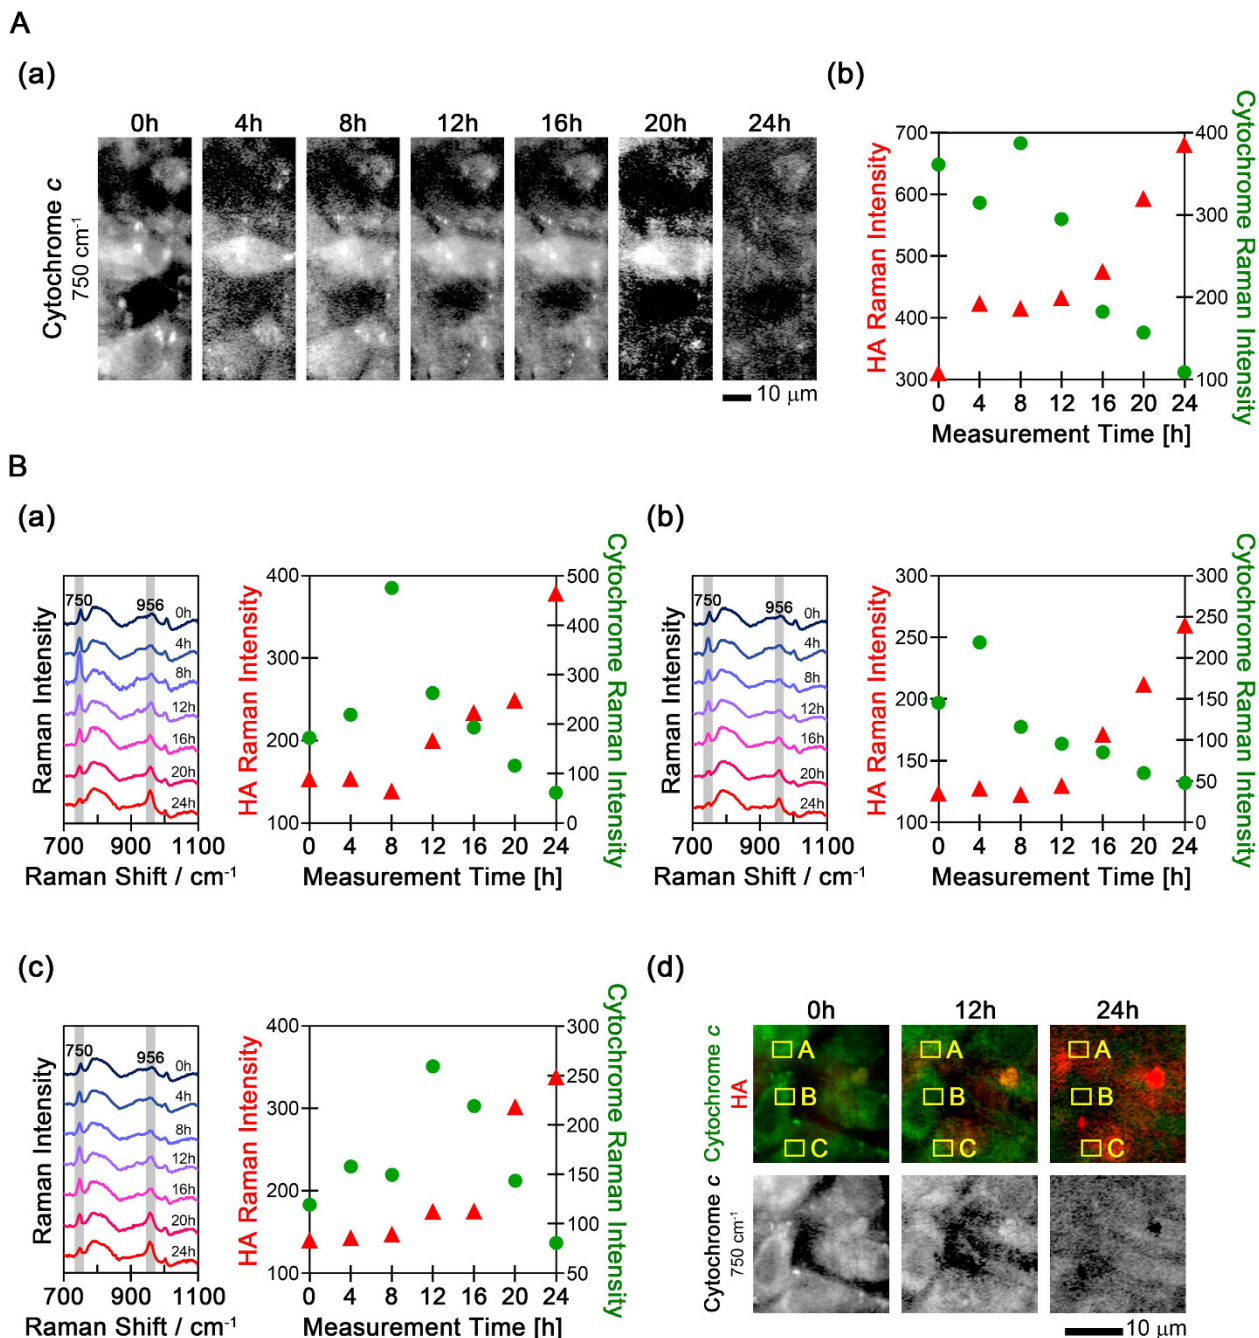 A
(a)
0h 4h 8h 12h 16h 20h 24h
Cytochrome c
750 cm⁻¹
10 μm
(b)
HA Raman Intensity
700
600
500
400
300
Cytochrome Raman Intensity
400
300
200
100
0 4 8 12 16 20 24
Measurement Time [h]
B
(a)
Raman Intensity
750 956
0h
4h
8h
12h
16h
20h
24h
700 900 1100
Raman Shift / cm⁻¹
HA Raman Intensity
400
300
200
100
Cytochrome Raman Intensity
500
400
300
200
100
0
0 4 8 12 16 20 24
Measurement Time [h]
(b)
Raman Intensity
750 956
0h
4h
8h
12h
16h
20h
24h
700 900 1100
Raman Shift / cm⁻¹
HA Raman Intensity
300
250
200
150
100
Cytochrome Raman Intensity
300
250
200
150
100
50
0
0 4 8 12 16 20 24
Measurement Time [h]
(c)
Raman Intensity
750 956
0h
4h
8h
12h
16h
20h
24h
700 900 1100
Raman Shift / cm⁻¹
HA Raman Intensity
400
300
200
100
Cytochrome Raman Intensity
300
250
200
150
100
50
0 4 8 12 16 20 24
Measurement Time [h]
(d)
0h 12h 24h
Cytochrome c
HA
A A A
B B B
C C C
Cytochrome c
750 cm⁻¹
10 μm